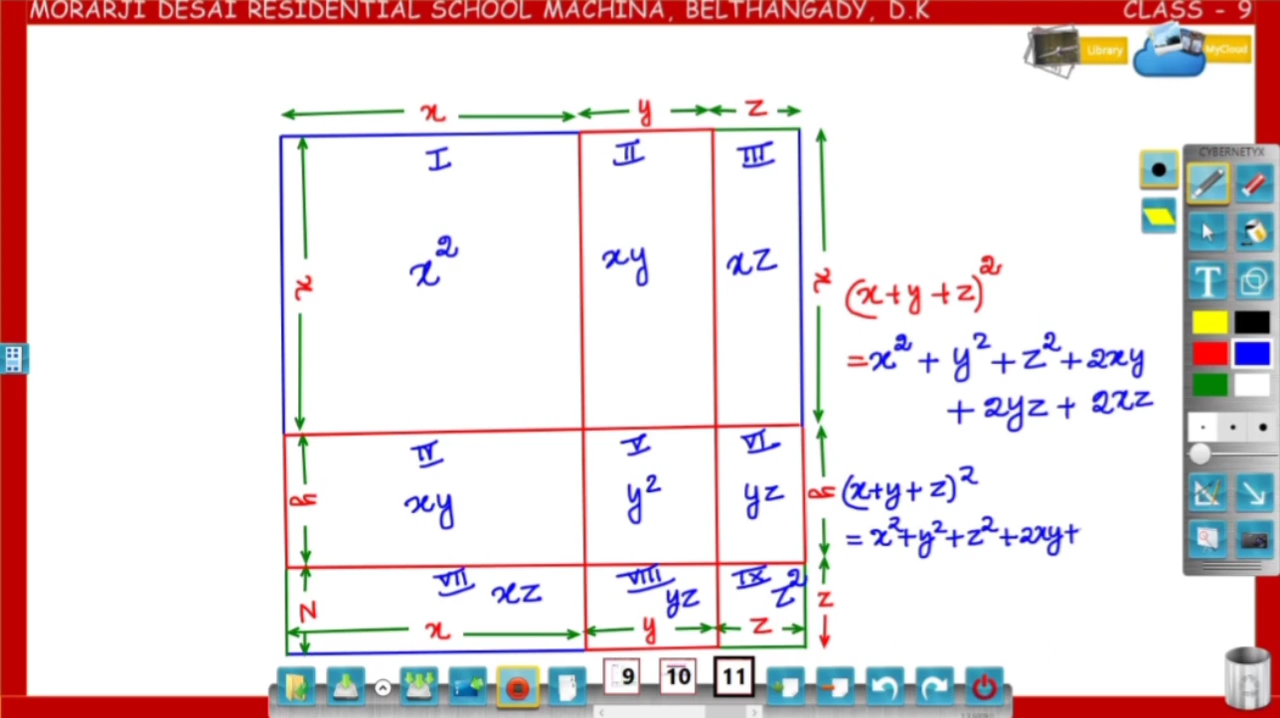 MORARJI DESAI RESIDENTIAL SCHOOL MACHINA, BELTHANGADY, D.K CLASS - 9
Library MyCloud
x y z
CYBERNETYX
I II III
x² xy xz
x x
(x+y+z)²
=x²+y²+z²+2xy
+2yz+2xz
IV V VI
xy y² yz
y y
(x+y+z)²
=x²+y²+z²+2xy+
VII xz VIII yz IX z²
z z
x y z
T
9 10 11